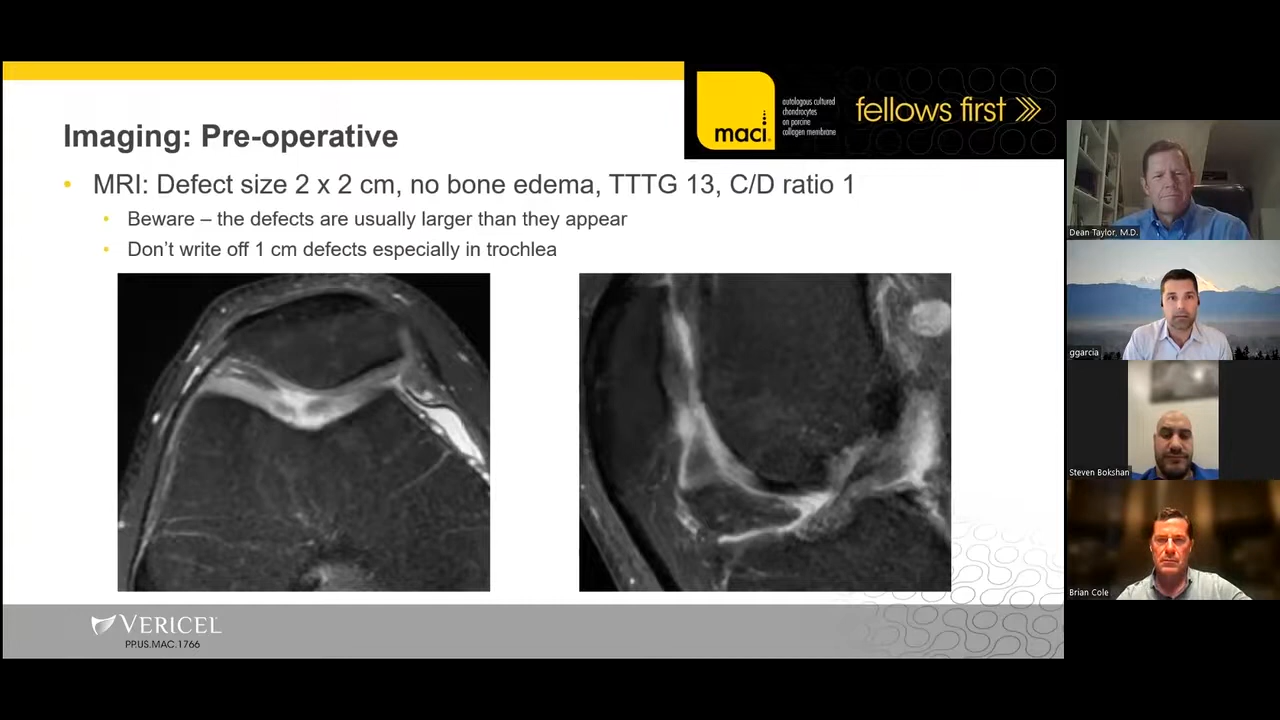 maci
autologous cultured
chondrocytes
on porcine
collagen membrane
fellows first
Imaging: Pre-operative
• MRI: Defect size 2 x 2 cm, no bone edema, TTTG 13, C/D ratio 1
• Beware – the defects are usually larger than they appear
• Don’t write off 1 cm defects especially in trochlea
VERICEL
PP.US.MAC.1766
Dean Taylor, M.D.
ggarcia
Steven Bokshan
Brian Cole